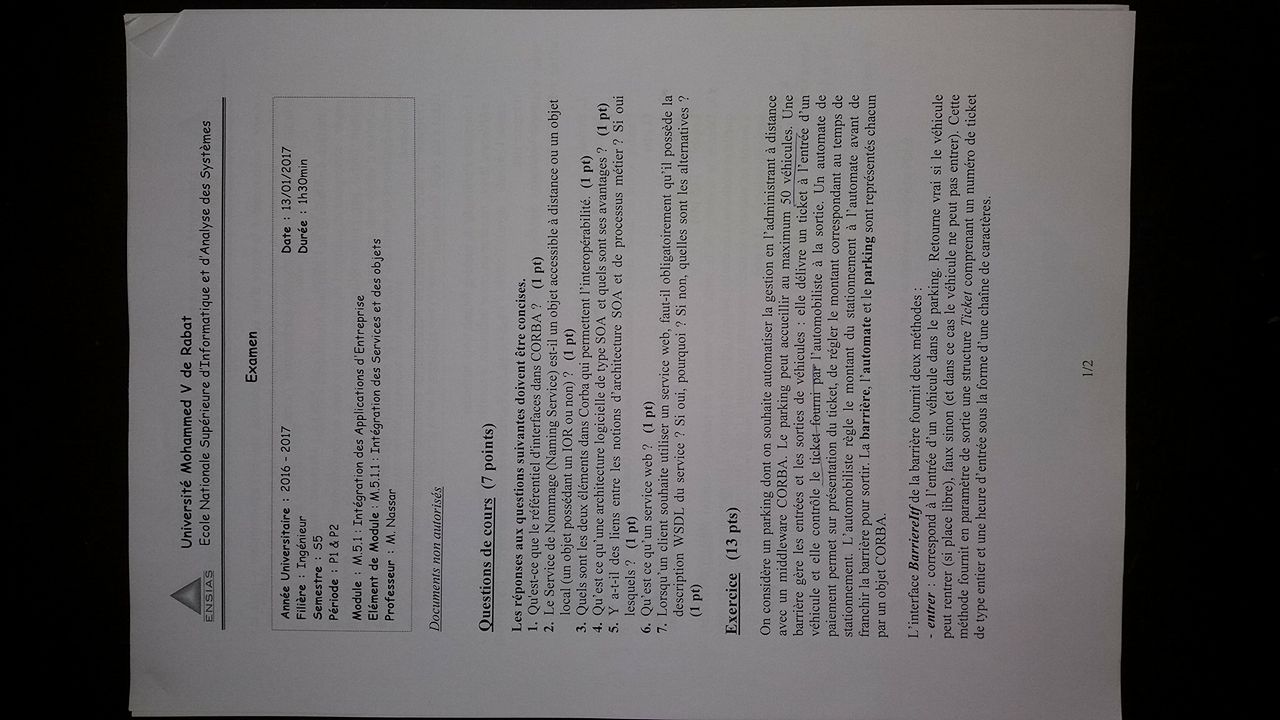 ENSIAS
Université Mohammed V de Rabat
Ecole Nationale Supérieure d'Informatique et d'Analyse des Systèmes
Examen
Année Universitaire : 2016 - 2017 Date : 13/01/2017
Filière : Ingénieur Durée : 1h30min
Semestre : S5
Période : P1 & P2
Module : M.5.1 : Intégration des Applications d'Entreprise
Elément de Module : M.5.1.1 : Intégration des Services et des objets
Professeur : M. Nassar
Documents non autorisés
Questions de cours (7 points)
Les réponses aux questions suivantes doivent être concises.
1. Qu'est-ce que le référentiel d'interfaces dans CORBA ? (1 pt)
2. Le Service de Nommage (Naming Service) est-il un objet accessible à distance ou un objet
local (un objet possédant un IOR ou non) ? (1 pt)
3. Quels sont les deux éléments dans Corba qui permettent l'interopérabilité. (1 pt)
4. Qu'est ce qu'une architecture logicielle de type SOA et quels sont ses avantages ? (1 pt)
5. Y a-t-il des liens entre les notions d'architecture SOA et de processus métier ? Si oui
lesquels ? (1 pt)
6. Qu'est ce qu'un service web ? (1 pt)
7. Lorsqu'un client souhaite utiliser un service web, faut-il obligatoirement qu'il possède la
description WSDL du service ? Si oui, pourquoi ? Si non, quelles sont les alternatives ?
(1 pt)
Exercice (13 pts)
On considère un parking dont on souhaite automatiser la gestion en l'administrant à distance
avec un middleware CORBA. Le parking peut accueillir au maximum 50 véhicules. Une
barrière gère les entrées et les sorties de véhicules : elle délivre un ticket à l'entrée d'un
véhicule et elle contrôle le ticket fourni par l'automobiliste à la sortie. Un automate de
paiement permet sur présentation du ticket, de régler le montant correspondant au temps de
stationnement. L'automobiliste règle le montant du stationnement à l'automate avant de
franchir la barrière pour sortir. La barrière, l'automate et le parking sont représentés chacun
par un objet CORBA.
L'interface BarriereItf de la barrière fournit deux méthodes :
- entrer : correspond à l'entrée d'un véhicule dans le parking. Retourne vrai si le véhicule
peut rentrer (si place libre), faux sinon (et dans ce cas le véhicule ne peut pas entrer). Cette
méthode fournit en paramètre de sortie une structure Ticket comprenant un numéro de ticket
de type entier et une heure d'entrée sous la forme d'une chaîne de caractères.
1/2